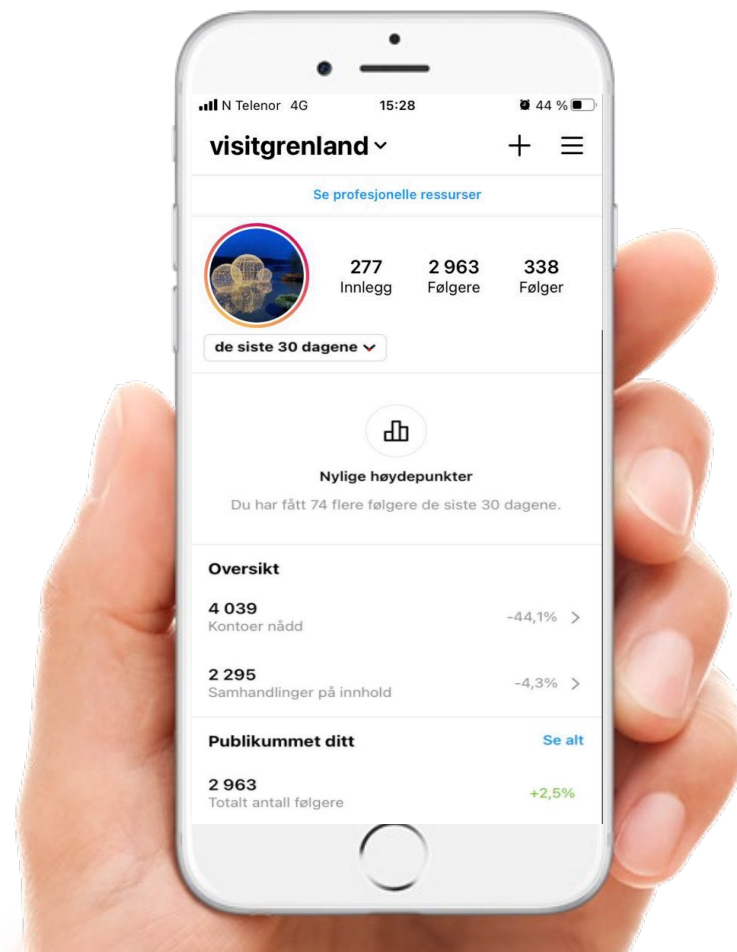 N Telenor 4G 15:28 44 %
visitgrenland
Se profesjonelle ressurser
277 2 963 338
Innlegg Følgere Følger
de siste 30 dagene
Nylige høydepunkter
Du har fått 74 flere følgere de siste 30 dagene.
Oversikt
4 039
Kontoer nådd
-44,1%
2 295
Samhandlinger på innhold
-4,3%
Publikummet ditt Se alt
2 963
Totalt antall følgere
+2,5%